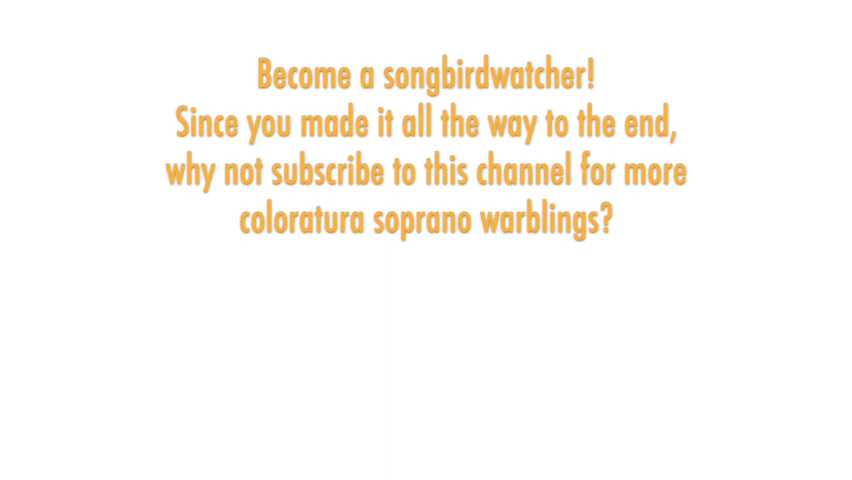 Become a songbirdwatcher!
Since you made it all the way to the end,
why not subscribe to this channel for more
coloratura soprano warblings?